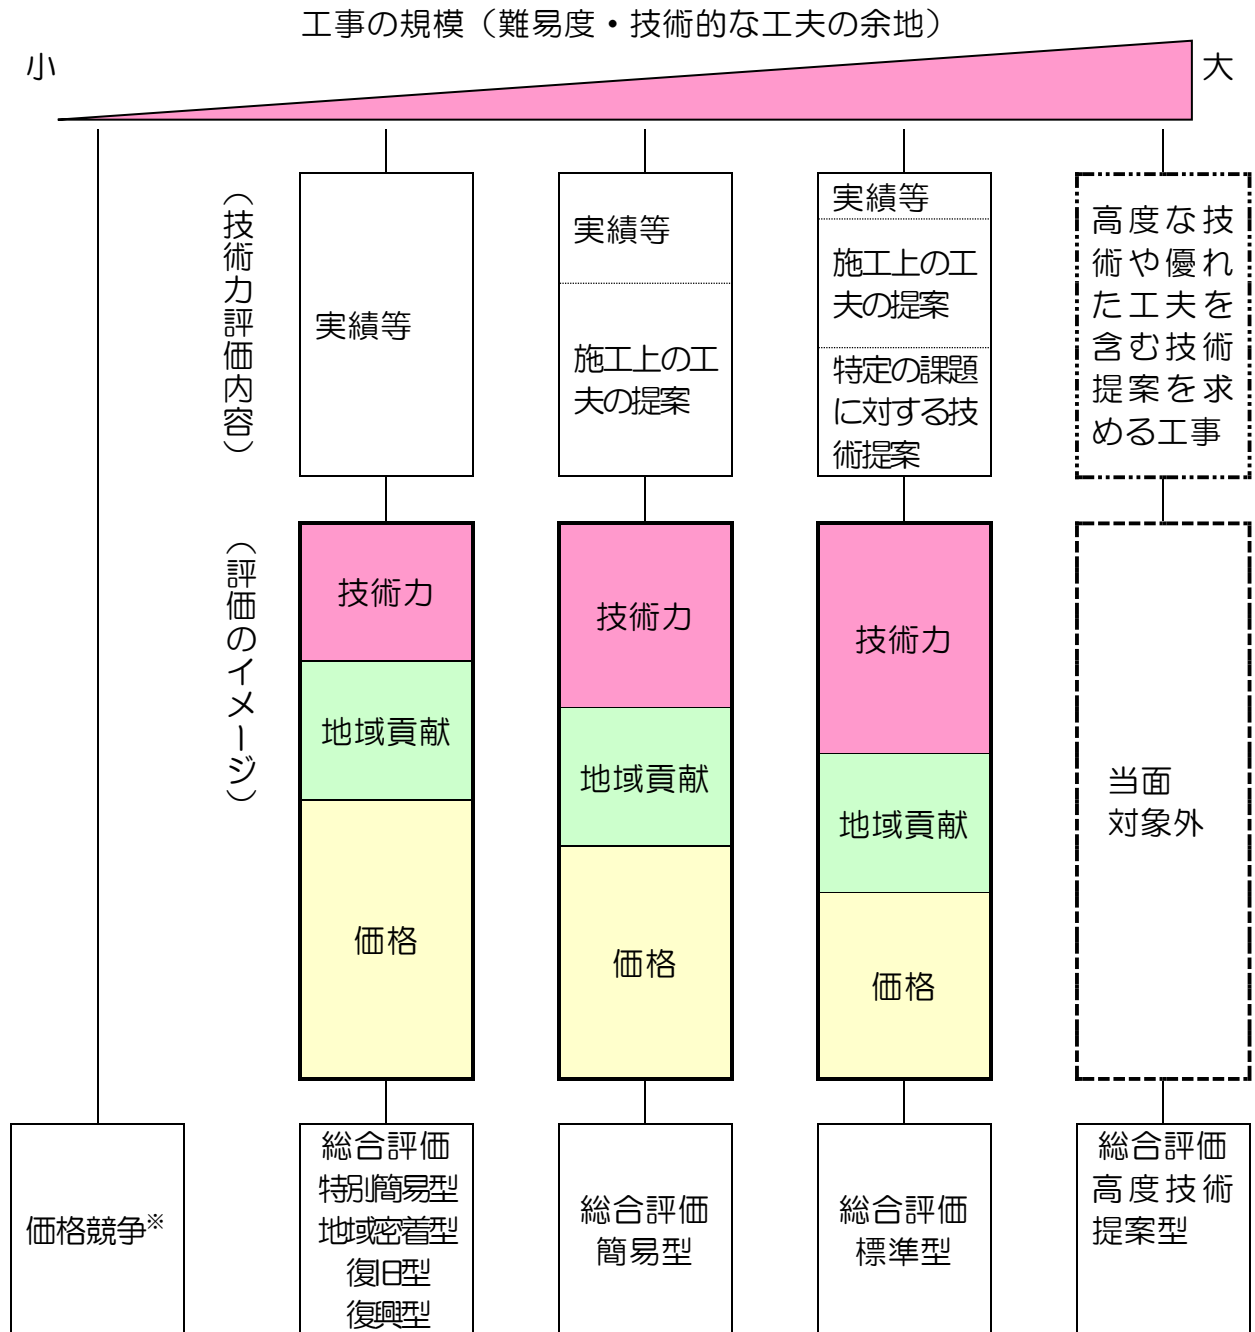 工事の規模（難易度・技術的な工夫の余地）
小
大
（技術力評価内容）
実績等
実績等
施工上の工
夫の提案
実績等
施工上の工
夫の提案
特定の課題
に対する技
術提案
高度な技
術や優れ
た工夫を
含む技術
提案を求
める工事
（評価のイメージ）
技術力
地域貢献
価格
技術力
地域貢献
価格
技術力
地域貢献
価格
当面
対象外
価格競争※
総合評価
特別簡易型
地域密着型
復旧型
復興型
総合評価
簡易型
総合評価
標準型
総合評価
高度技術
提案型